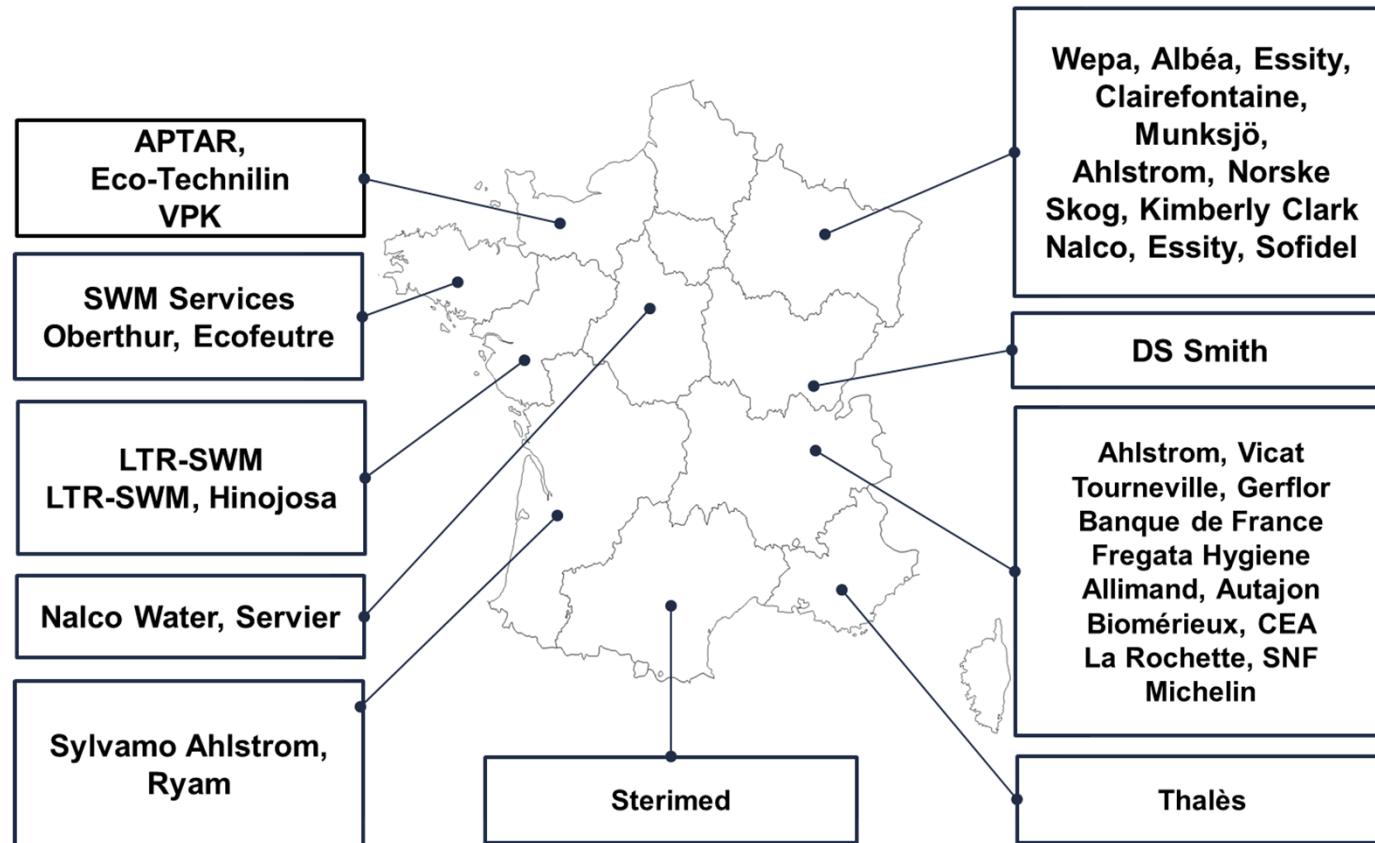 APTAR,
Eco-Technilin
VPK
SWM Services
Oberthur, Ecofeutre
LTR-SWM
LTR-SWM, Hinojosa
Nalco Water, Servier
Sylvamo Ahlstrom,
Ryam
Sterimed
Wepa, Albéa, Essity,
Clairefontaine,
Munksjö,
Ahlstrom, Norske
Skog, Kimberly Clark
Nalco, Essity, Sofidel
DS Smith
Ahlstrom, Vicat
Tourneville, Gerflor
Banque de France
Fregata Hygiene
Allimand, Autajon
Biomérieux, CEA
La Rochette, SNF
Michelin
Thalès